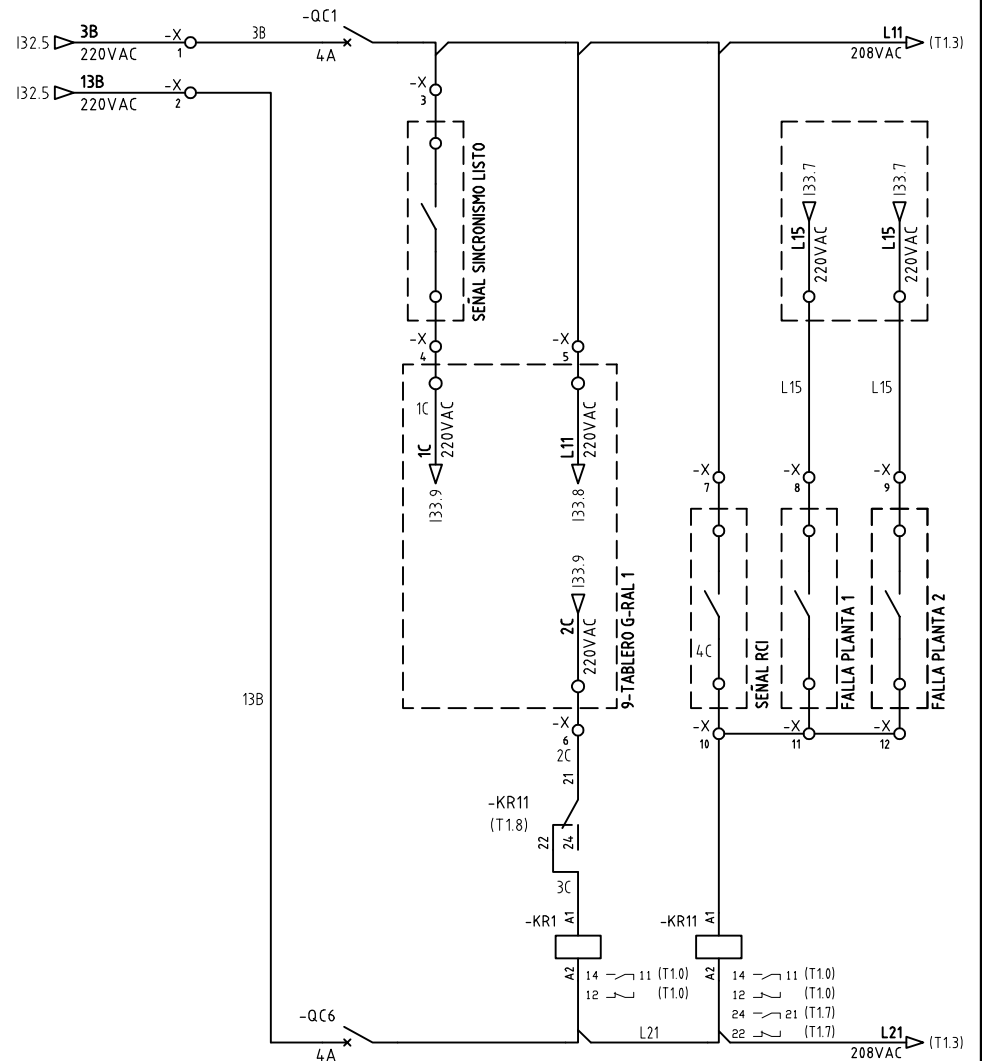 -QC1
3B
-X
3B
L11
I32.5
220VAC
1
4A
208VAC
(T1.3)
13B
-X
I32.5
220VAC
2
-X
3
SEÑAL SINCRONISMO LISTO
I33.7
I33.7
L15
220VAC
L15
220VAC
-X
4
-X
5
1C
1C
220VAC
L11
220VAC
L15
L15
I33.9
I33.8
-X
7
-X
8
-X
9
I33.9
2C
220VAC
9-TABLERO G-RAL 1
4C
SEÑAL RCI
FALLA PLANTA 1
FALLA PLANTA 2
13B
-X
6
2C
-X
10
-X
11
-X
12
21
-KR11
(T1.8)
22
24
3C
-KR1
A1
-KR11
A1
A2
14
11 (T1.0)
12
(T1.0)
A2
14
11 (T1.0)
12
(T1.0)
24
21 (T1.7)
22
(T1.7)
-QC6
4A
L21
L21
208VAC
(T1.3)